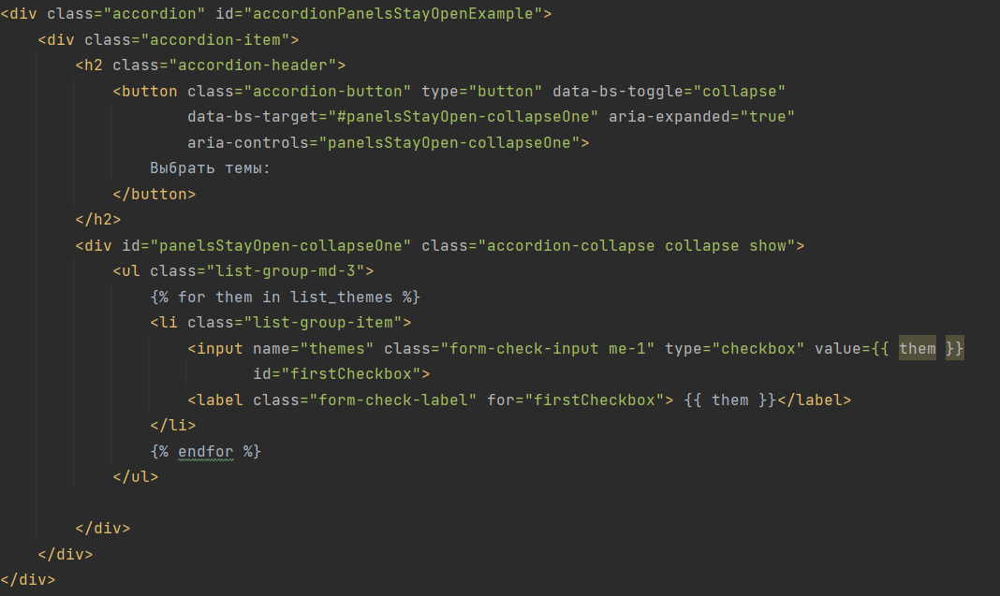 <div class="accordion" id="accordionPanelsStayOpenExample">
    <div class="accordion-item">
        <h2 class="accordion-header">
            <button class="accordion-button" type="button" data-bs-toggle="collapse"
                    data-bs-target="#panelsStayOpen-collapseOne" aria-expanded="true"
                    aria-controls="panelsStayOpen-collapseOne">
                Выбрать темы:
            </button>
        </h2>
        <div id="panelsStayOpen-collapseOne" class="accordion-collapse collapse show">
            <ul class="list-group-md-3">
                {% for them in list_themes %}
                <li class="list-group-item">
                    <input name="themes" class="form-check-input me-1" type="checkbox" value={{ them }}
                           id="firstCheckbox">
                    <label class="form-check-label" for="firstCheckbox"> {{ them }}</label>
                </li>
                {% endfor %}
            </ul>

        </div>
    </div>
</div>